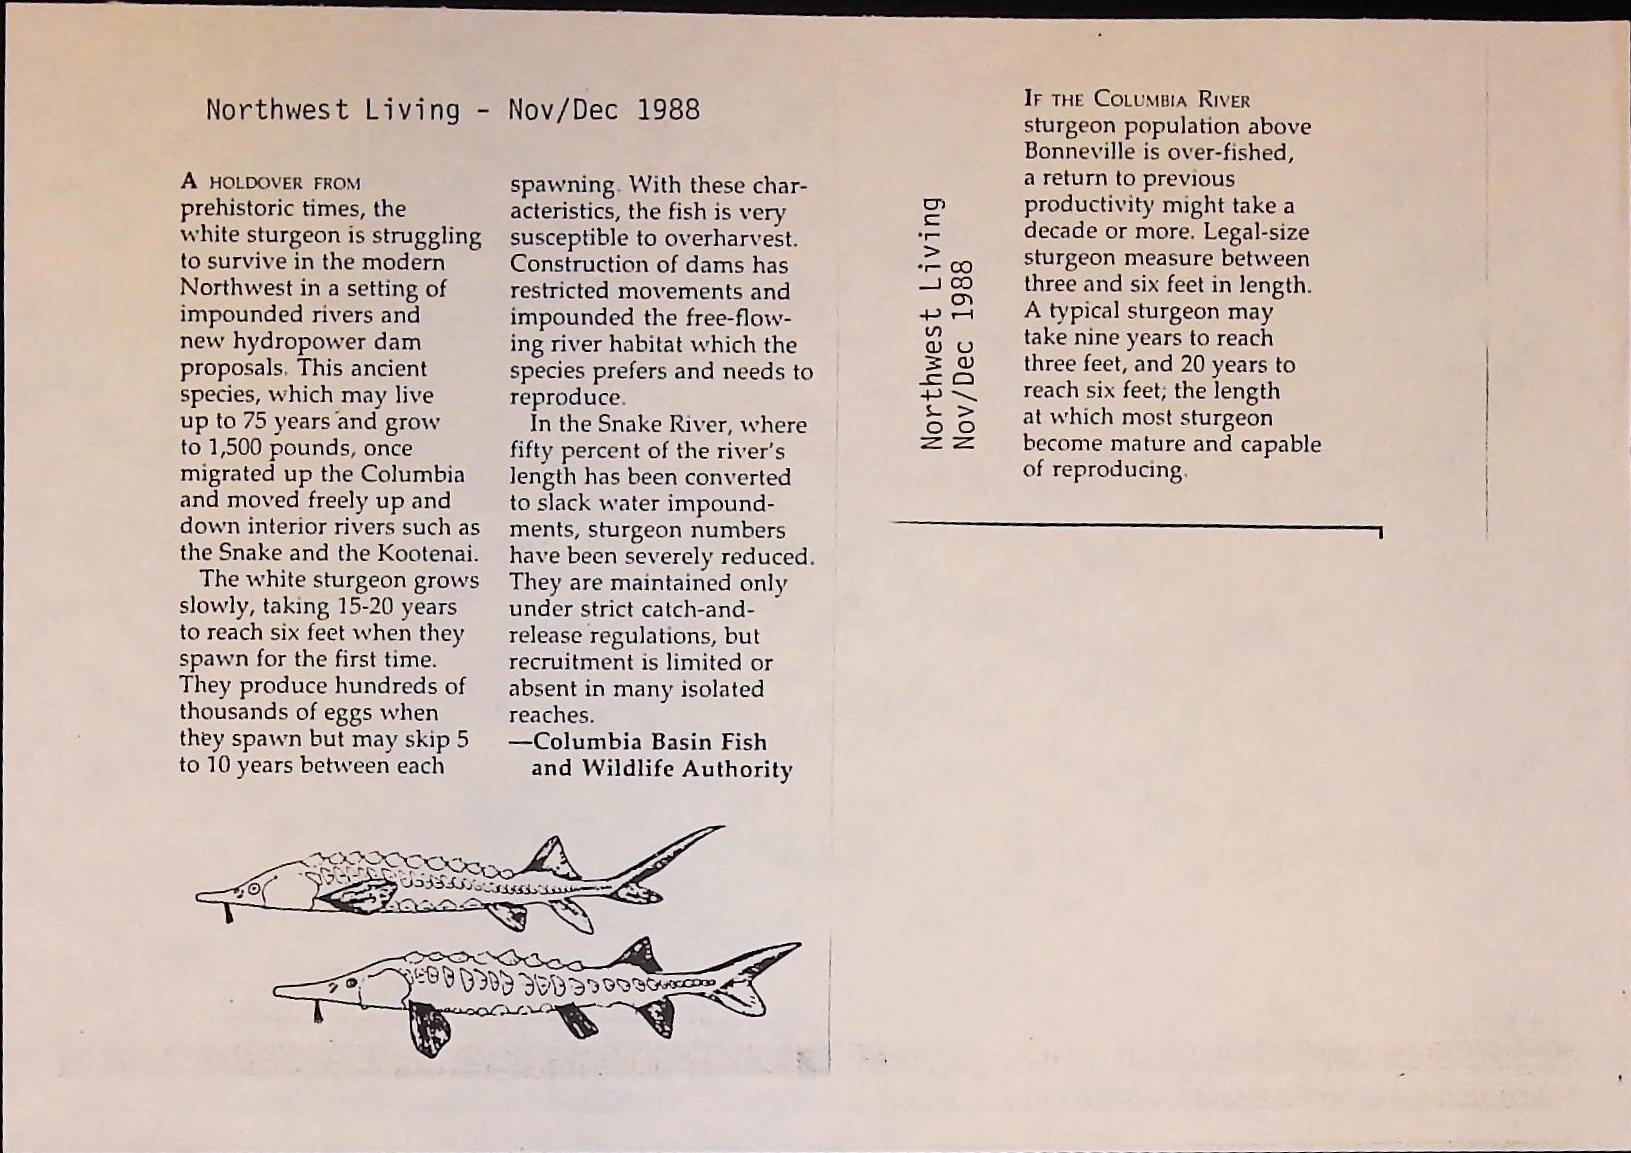 Northwest Living - Nov/Dec 1988
A HOLDOVER FROM
prehistoric times, the
white sturgeon is struggling
to survive in the modern
Northwest in a setting of
impounded rivers and
new hydropower dam
proposals. This ancient
species, which may live
up to 75 years and grow
to 1,500 pounds, once
migrated up the Columbia
and moved freely up and
down interior rivers such as
the Snake and the Kootenai.
The white sturgeon grows
slowly, taking 15-20 years
to reach six feet when they
spawn for the first time.
They produce hundreds of
thousands of eggs when
they spawn but may skip 5
to 10 years between each
spawning. With these char-
acteristics, the fish is very
susceptible to overharvest.
Construction of dams has
restricted movements and
impounded the free-flow-
ing river habitat which the
species prefers and needs to
reproduce.
In the Snake River, where
fifty percent of the river's
length has been converted
to slack water impound-
ments, sturgeon numbers
have been severely reduced.
They are maintained only
under strict catch-and-
release regulations, but
recruitment is limited or
absent in many isolated
reaches.
—Columbia Basin Fish
and Wildlife Authority
Northwest Living
Nov/Dec 1988
IF THE COLUMBIA RIVER
sturgeon population above
Bonneville is over-fished,
a return to previous
productivity might take a
decade or more. Legal-size
sturgeon measure between
three and six feet in length.
A typical sturgeon may
take nine years to reach
three feet, and 20 years to
reach six feet; the length
at which most sturgeon
become mature and capable
of reproducing.